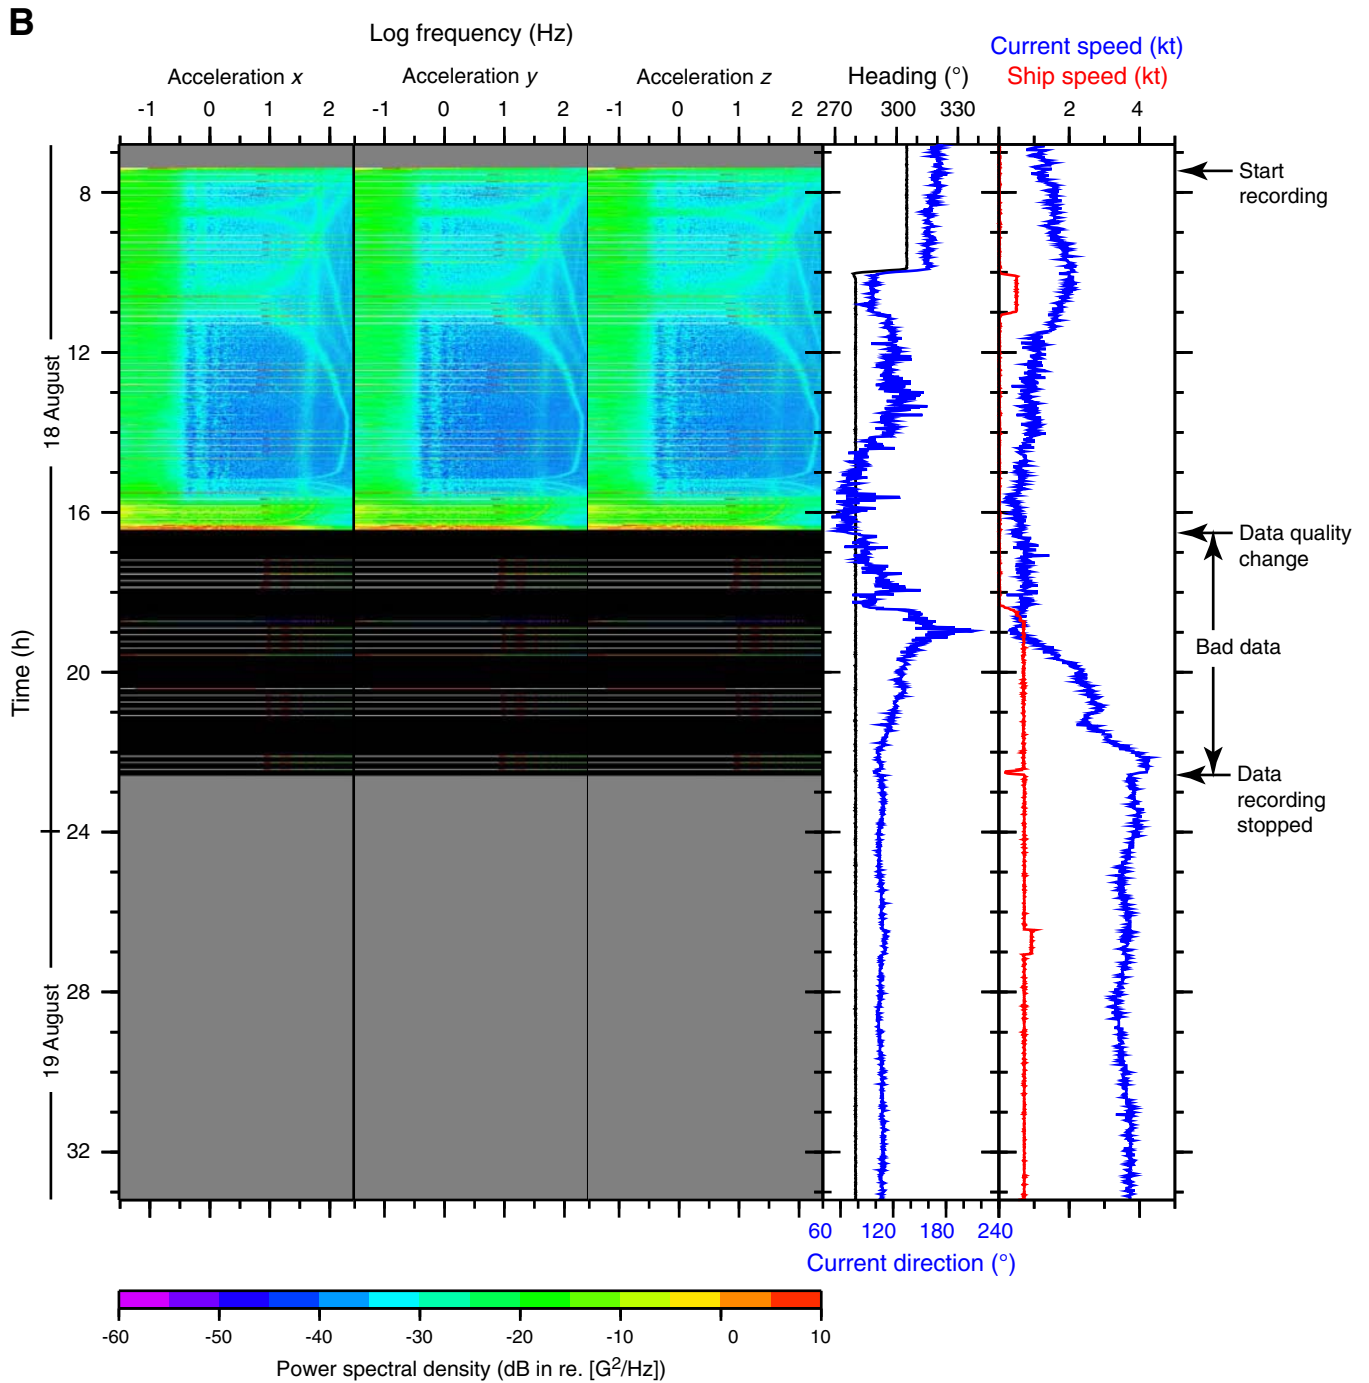 B
Log frequency (Hz)
Current speed (kt)
Acceleration x
Acceleration y
Acceleration z
Heading (°)
Ship speed (kt)
-1 0 1 2
-1 0 1 2
-1 0 1 2
270 300 330
2 4
Start
recording
8
12
18 August
16
Data quality
change
Bad data
Time (h)
20
Data
recording
stopped
24
28
19 August
32
60 120 180 240
Current direction (°)
-60 -50 -40 -30 -20 -10 0 10
Power spectral density (dB in re. [G²/Hz])